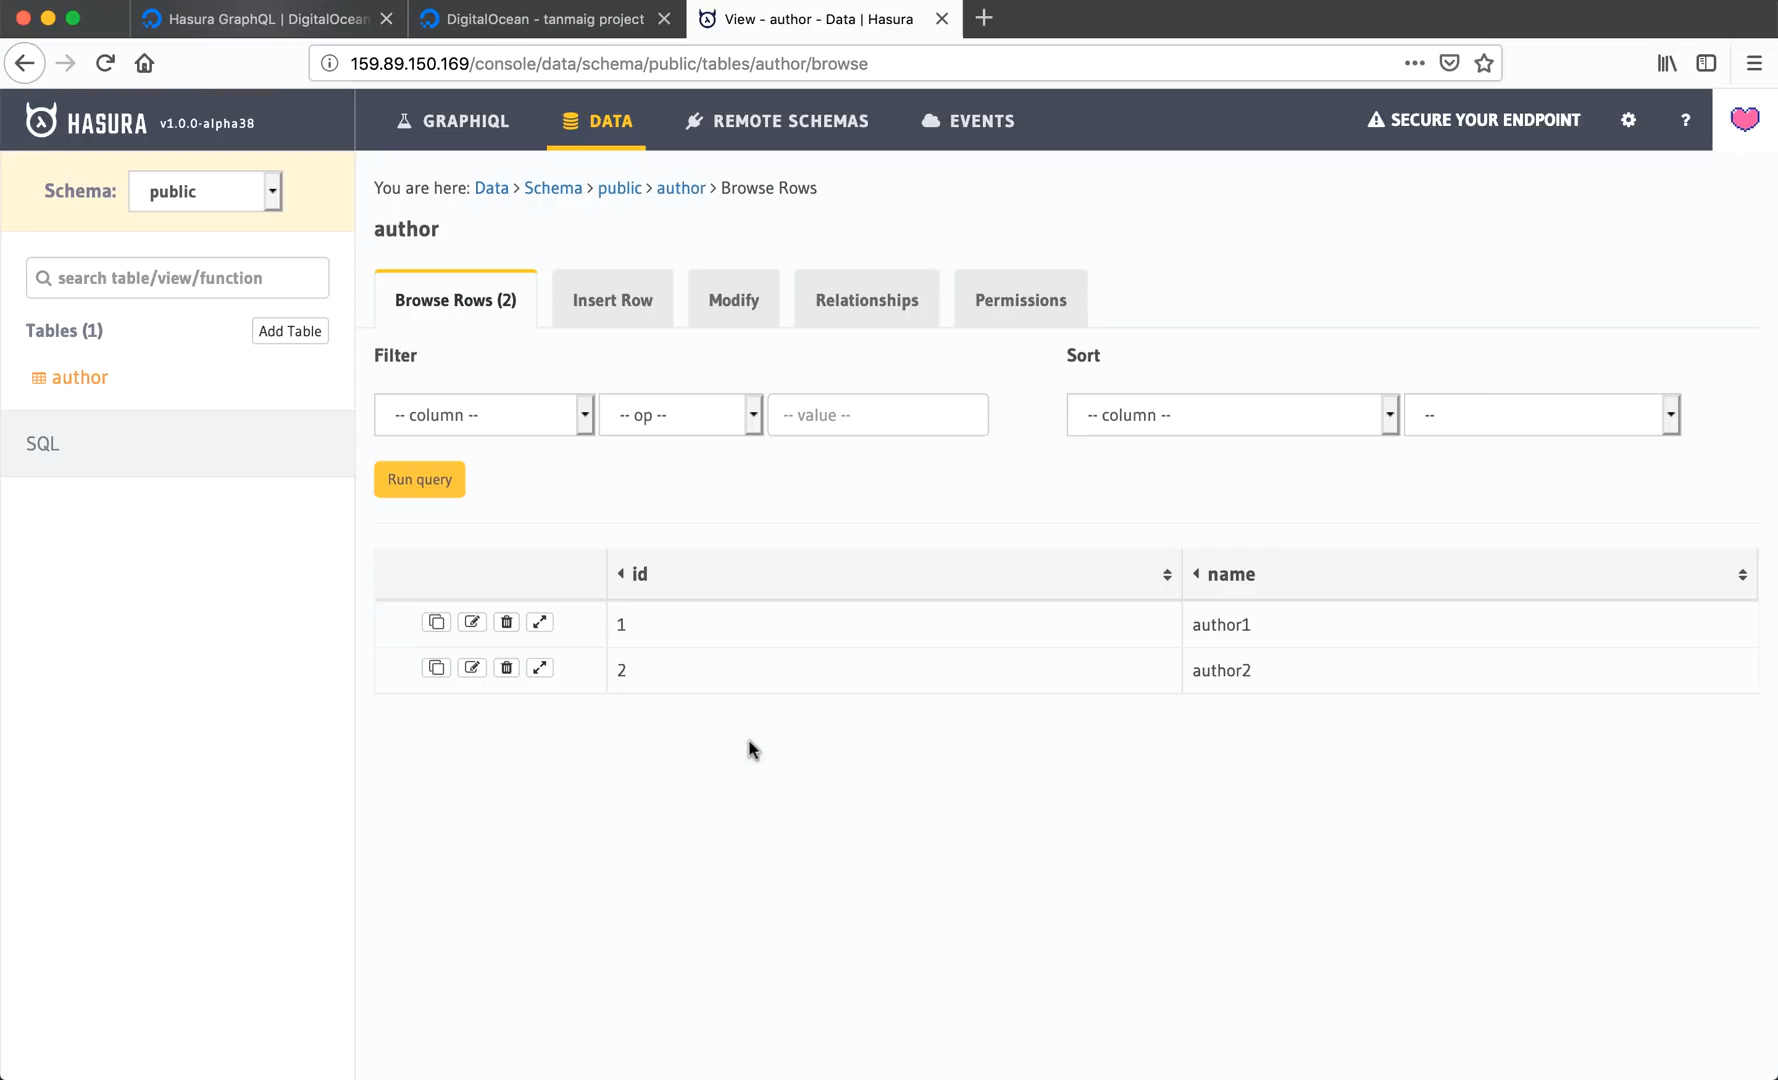 Hasura GraphQL | DigitalOcean
DigitalOcean - tanmaig project
View - author - Data | Hasura
159.89.150.169/console/data/schema/public/tables/author/browse
HASURA v1.0.0-alpha38
GRAPHIQL
DATA
REMOTE SCHEMAS
EVENTS
SECURE YOUR ENDPOINT
?
Schema: public
You are here: Data > Schema > public > author > Browse Rows
author
search table/view/function
Tables (1)
Add Table
author
SQL
Browse Rows (2)
Insert Row
Modify
Relationships
Permissions
Filter
Sort
-- column --
-- op --
-- value --
-- column --
--
Run query
id
name
1
author1
2
author2